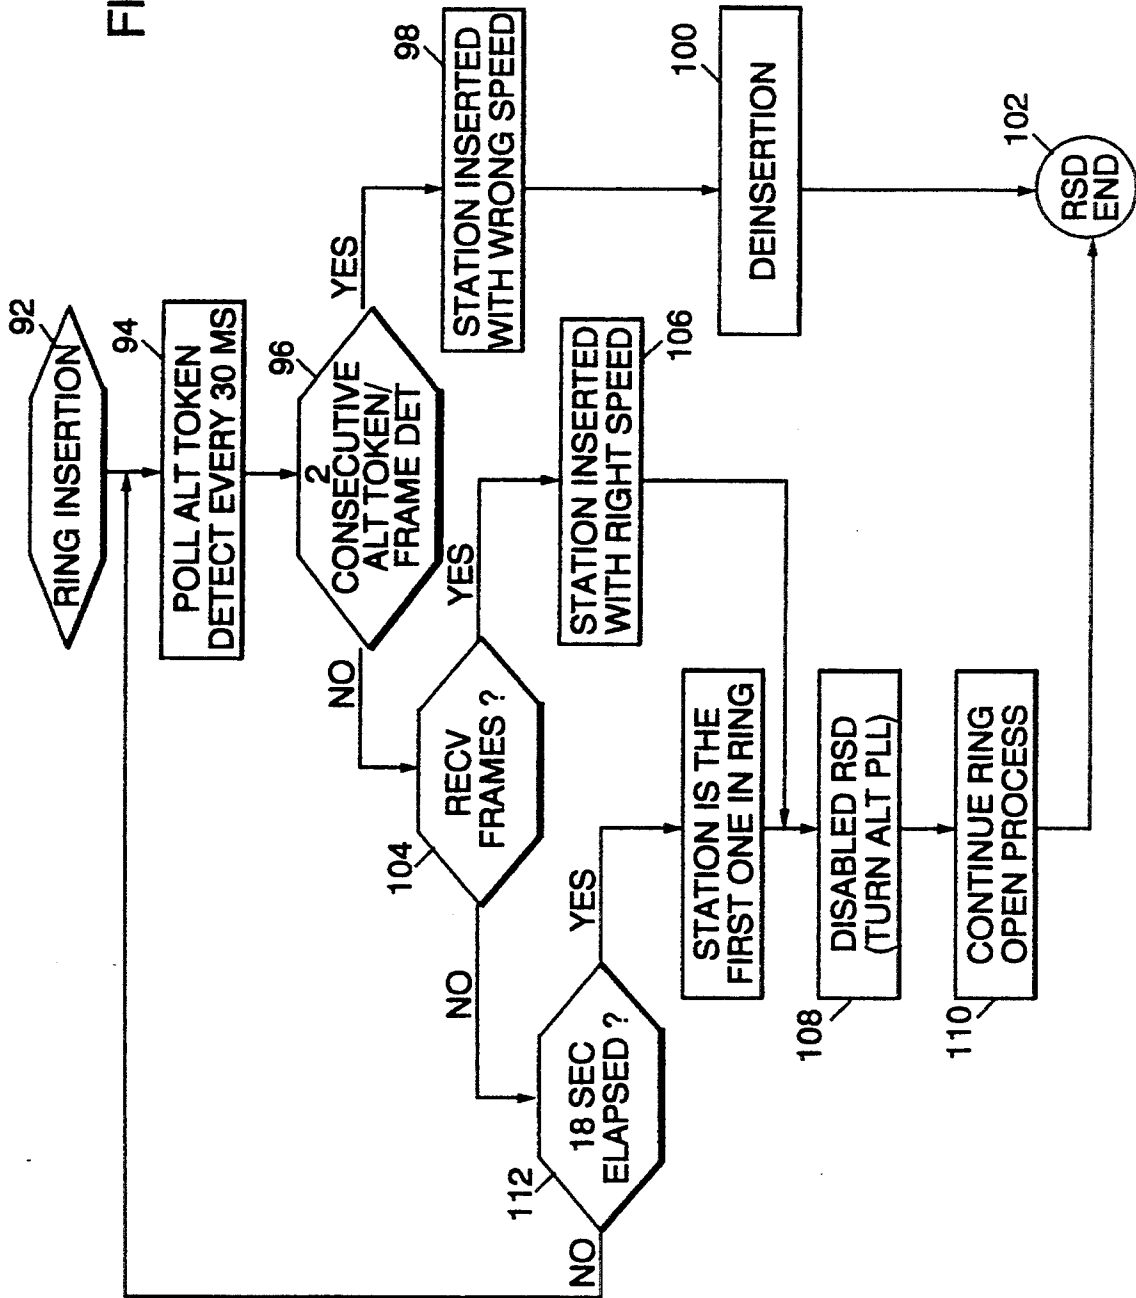 FI
RING INSERTION
92
POLL ALT TOKEN
DETECT EVERY 30 MS
94
2
CONSECUTIVE
ALT TOKEN/
FRAME DET
96
YES
NO
STATION INSERTED
WITH WRONG SPEED
98
DEINSERTION
100
RSD
END
102
RECV
FRAMES ?
104
YES
NO
STATION INSERTED
WITH RIGHT SPEED
106
18 SEC
ELAPSED ?
112
YES
NO
STATION IS THE
FIRST ONE IN RING
DISABLED RSD
(TURN ALT PLL)
108
CONTINUE RING
OPEN PROCESS
110